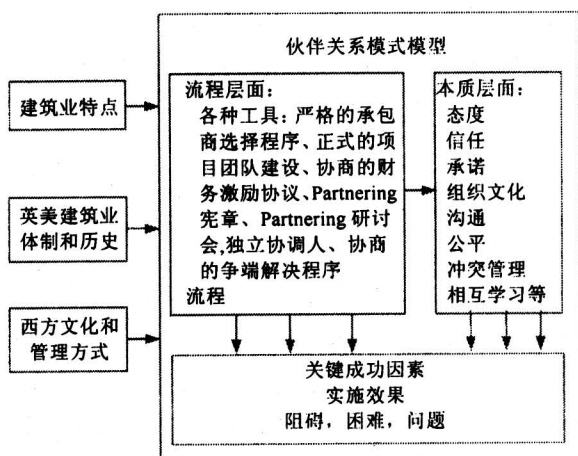 伙伴关系模式模型
建筑业特点
英美建筑业
体制和历史
西方文化和
管理方式
流程层面：
各种工具：严格的承包
商选择程序、正式的项
目团队建设、协商的财
务激励协议、Partnering
宪章、Partnering 研讨
会,独立协调人、协商
的争端解决程序
流程
本质层面：
态度
信任
承诺
组织文化
沟通
公平
冲突管理
相互学习等
关键成功因素
实施效果
阻碍，困难，问题